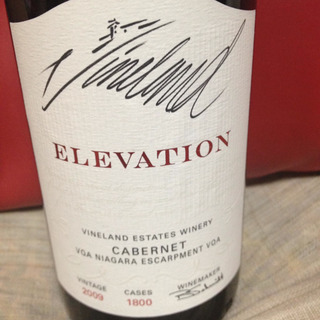 Vineland
ELEVATION
VINELAND ESTATES WINERY
CABERNET
VQA NIAGARA ESCARPMENT VQA
VINTAGE CASES WINEMAKER
2009 1800